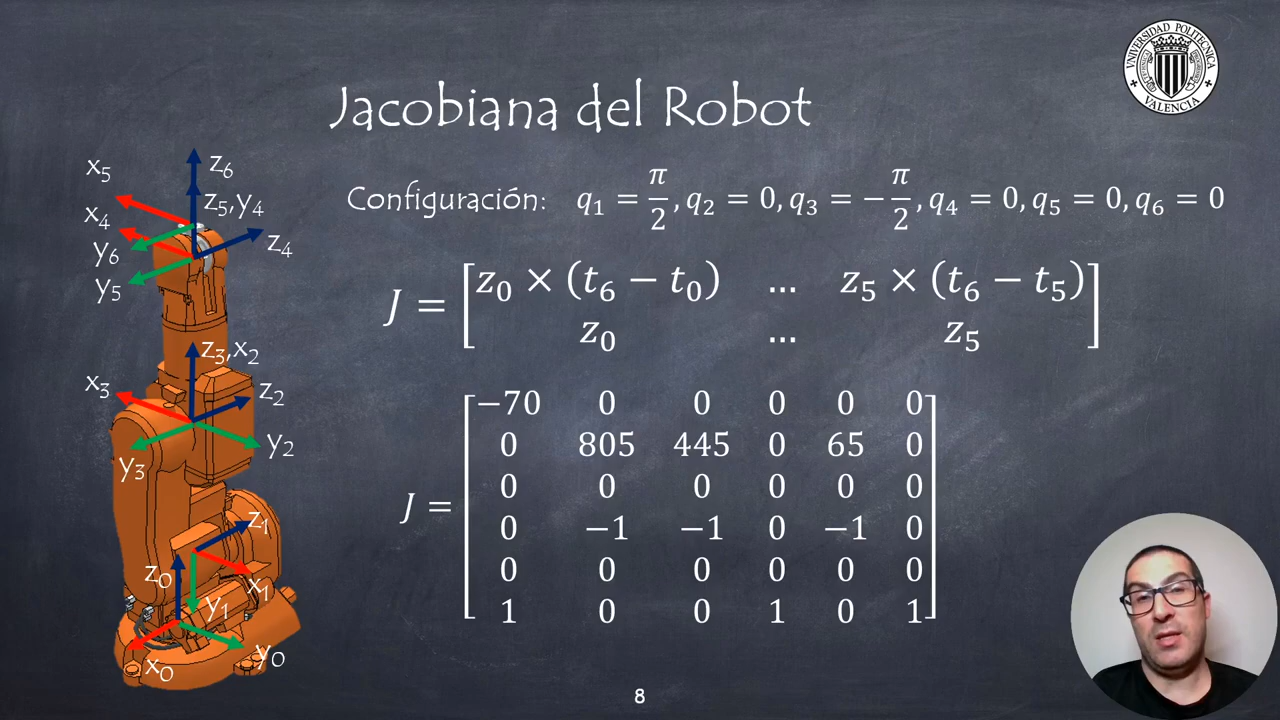 UNIVERSIDAD POLITECNICA
VALENCIA
Jacobiana del Robot
Configuración: q₁ = π/2, q₂ = 0, q₃ = −π/2, q₄ = 0, q₅ = 0, q₆ = 0
J = [z₀ × (t₆ − t₀) ... z₅ × (t₆ − t₅)]
[z₀ ... z₅]
J =
−70 0 0 0 0 0
0 805 445 0 65 0
0 0 0 0 0 0
0 −1 −1 0 −1 0
0 0 0 0 0 0
1 0 0 1 0 1
z₆
x₅
z₅,y₄
x₄
z₄
y₆
y₅
z₃,x₂
x₃
z₂
y₂
y₃
z₁
z₀
x₁
y₁
x₀
y₀
8